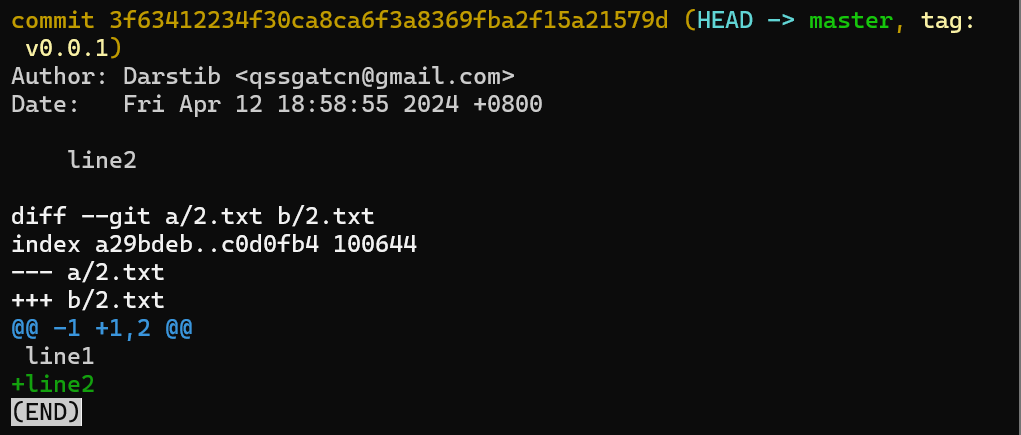 commit 3f63412234f30ca8ca6f3a8369fba2f15a21579d (HEAD -> master, tag:
 v0.0.1)
Author: Darstib <qssgatcn@gmail.com>
Date:   Fri Apr 12 18:58:55 2024 +0800

    line2

diff --git a/2.txt b/2.txt
index a29bdeb..c0d0fb4 100644
--- a/2.txt
+++ b/2.txt
@@ -1 +1,2 @@
 line1
+line2
(END)